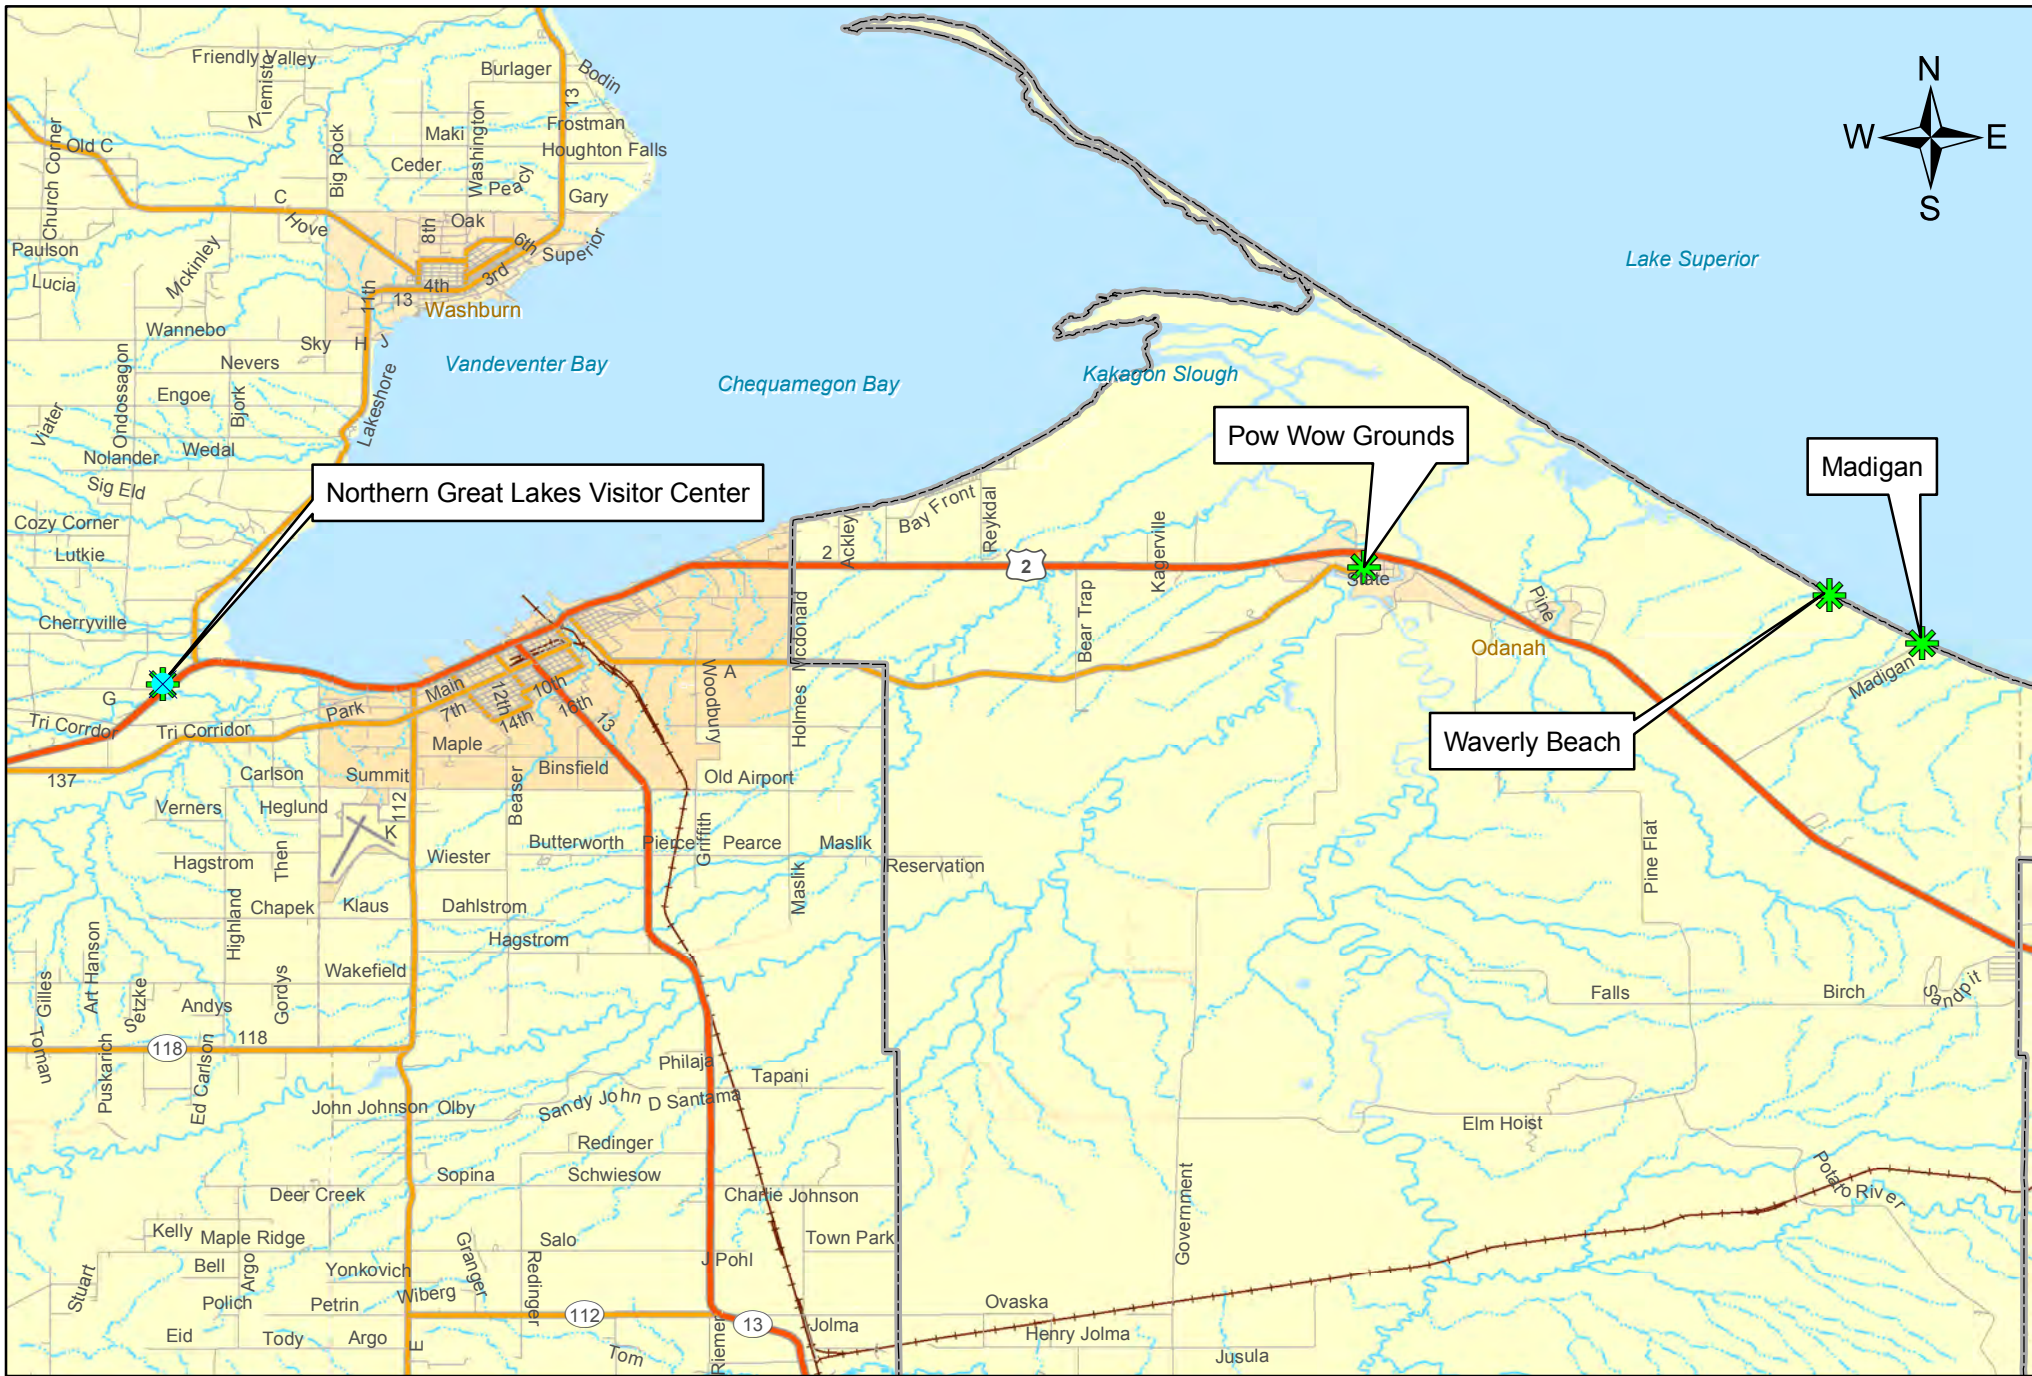 Friendly Valley
Niemisto
Burlager
Bodin
13
N
W
E
S
Church Corner
Old C
Big Rock
Maki
Washington
Frostman
Houghton Falls
Ceder
Peacy
Gary
C
Hove
8th
Oak
6th
Superior
Paulson
Lucia
Mckinley
11th
13
4th
3rd
Washburn
Lake Superior
Wannebo
Sky
H
J
Nevers
Vandeventer Bay
Chequamegon Bay
Kakagon Slough
Ondossagon
Engoe
Bjork
Lakeshore
Viater
Wedal
Nolander
Sig Eld
Pow Wow Grounds
Madigan
Northern Great Lakes Visitor Center
Cozy Corner
Lutkie
2
Ackley
Bay Front
Reykdal
2
Kagerville
Bear Trap
State
Pine
Odanah
Cherryville
G
Tri Corrdor
Tri Corridor
Park
Main
7th
12th
10th
14th
16th
13
Woodbury
A
Mcdonald
Holmes
Madigan
Waverly Beach
137
Carlson
Summit
Maple
Binsfield
Old Airport
Verners
Heglund
112
K
Beaser
Hagstrom
Then
Wiester
Butterworth
Pierce
Griffith
Pearce
Maslik
Reservation
Pine Flat
Highland
Chapek
Klaus
Dahlstrom
Maslik
Hagstrom
Gilles
Art Hanson
Setzke
Andys
Gordys
Wakefield
Falls
Birch
Sandpit
Toman
Puskarich
118
Ed Carlson
118
Philaja
Tapani
John Johnson
Olby
Sandy John
D Santama
Elm Hoist
Redinger
Sopina
Schwiesow
Deer Creek
Charlie Johnson
Government
Potato River
Kelly
Maple Ridge
Salo
Town Park
Bell
Argo
Yonkovich
Granger
Redinger
J Pohl
Stuart
Polich
Petrin
Wiberg
112
13
Ovaska
Eid
Tody
Argo
E
Tom
Riemer
Jolma
Henry Jolma
Jusula